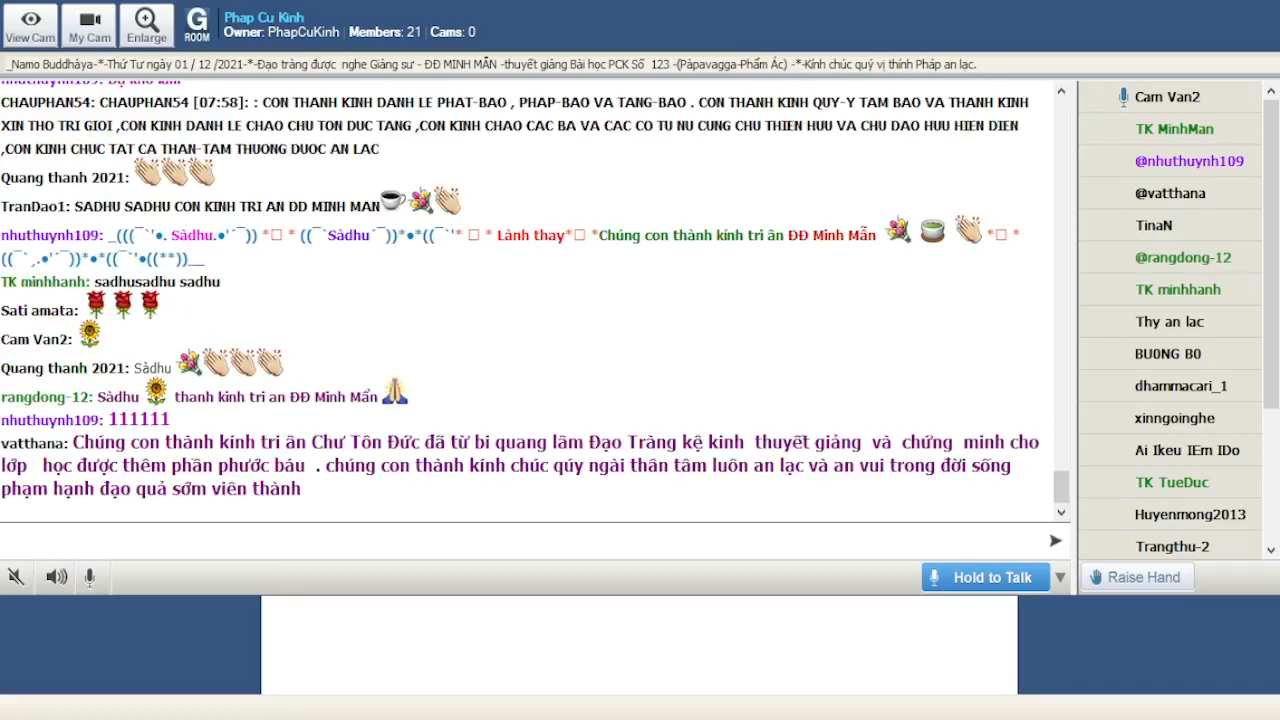 View Cam
My Cam
Enlarge
G
ROOM
Phap Cu Kinh
Owner: PhapCuKinh | Members: 21 | Cams: 0
_Namo Buddhàya-*-Thứ Tư ngày 01 / 12 /2021-*-Đạo tràng được nghe Giảng sư - ĐĐ MINH MẪN -thuyết giảng Bài học PCK Số 123 -(Pàpavagga-Phẩm Ác) -*-Kính chúc quý vị thính Pháp an lạc.
CHAUPHAN54: CHAUPHAN54 [07:58]: : CON THANH KINH DANH LE PHAT-BAO , PHAP-BAO VA TANG-BAO . CON THANH KINH QUY-Y TAM BAO VA THANH KINH
XIN THO TRI GIOI ,CON KINH DANH LE CHAO CHU TON DUC TANG ,CON KINH CHAO CAC BA VA CAC CO TU NU CUNG CHU THIEN HUU VA CHU DAO HUU HIEN DIEN
,CON KINH CHUC TAT CA THAN-TAM THUONG DUOC AN LAC
Quang thanh 2021:
TranDao1: SADHU SADHU CON KINH TRI AN DD MINH MAN
nhuthuynh109: _(((¯`'●. Sàdhu.●'´¯)) *□ * ((¯`Sàdhu´¯))*●*((¯`'* □ * Lành thay*□ *Chúng con thành kính tri ân ĐĐ Minh Mẫn *□ *
((¯`¸.●'´¯))*●*((¯`'●((**))__
TK minhhanh: sadhusadhu sadhu
Sati amata:
Cam Van2:
Quang thanh 2021: Sàdhu
rangdong-12: Sàdhu thanh kinh tri an ĐĐ Minh Mẩn
nhuthuynh109: 111111
vatthana: Chúng con thành kính tri ân Chư Tôn Đức đã từ bi quang lâm Đạo Tràng kệ kinh thuyết giảng và chứng minh cho
lớp học được thêm phần phước báu . chúng con thành kính chúc qúy ngài thân tâm luôn an lạc và an vui trong đời sống
phạm hạnh đạo quả sớm viên thành
Cam Van2
TK MinhMan
@nhuthuynh109
@vatthana
TinaN
@rangdong-12
TK minhhanh
Thy an lac
BU0NG B0
dhammacari_1
xinngoinghe
Ai Ikeu IEm IDo
TK TueDuc
Huyenmong2013
Trangthu-2
Hold to Talk
Raise Hand